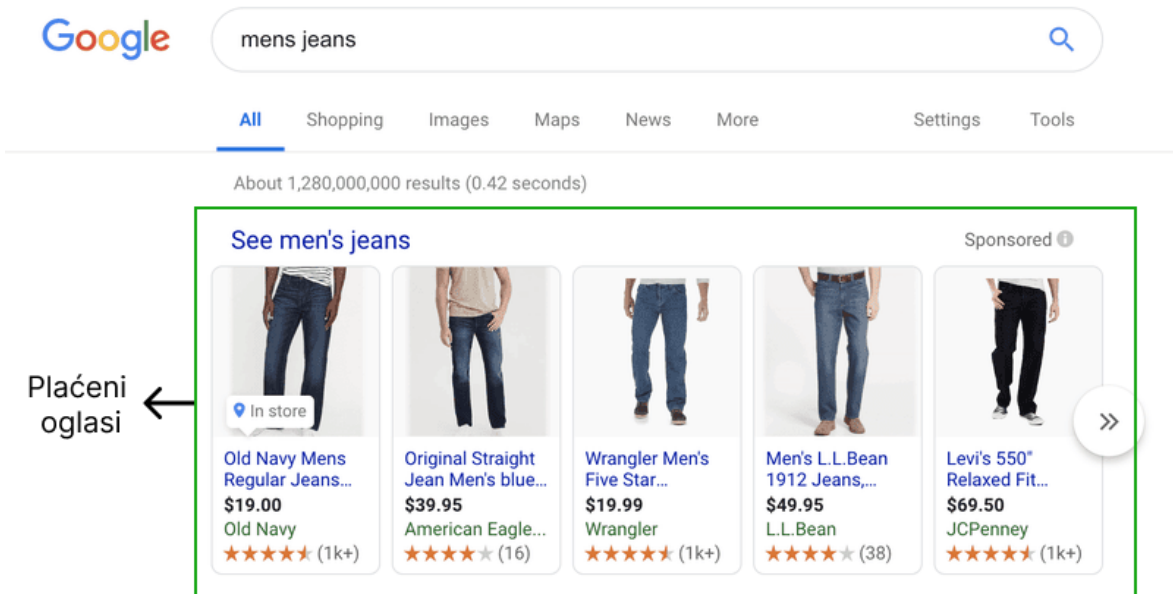 Google
mens jeans
All Shopping Images Maps News More Settings Tools
About 1,280,000,000 results (0.42 seconds)
See men's jeans
Sponsored
Plaćeni
oglasi
In store
Old Navy Mens
Regular Jeans...
$19.00
Old Navy
(1k+)
Original Straight
Jean Men's blue...
$39.95
American Eagle...
(16)
Wrangler Men's
Five Star...
$19.99
Wrangler
(1k+)
Men's L.L.Bean
1912 Jeans,...
$49.95
L.L.Bean
(38)
Levi's 550™
Relaxed Fit...
$69.50
JCPenney
(1k+)